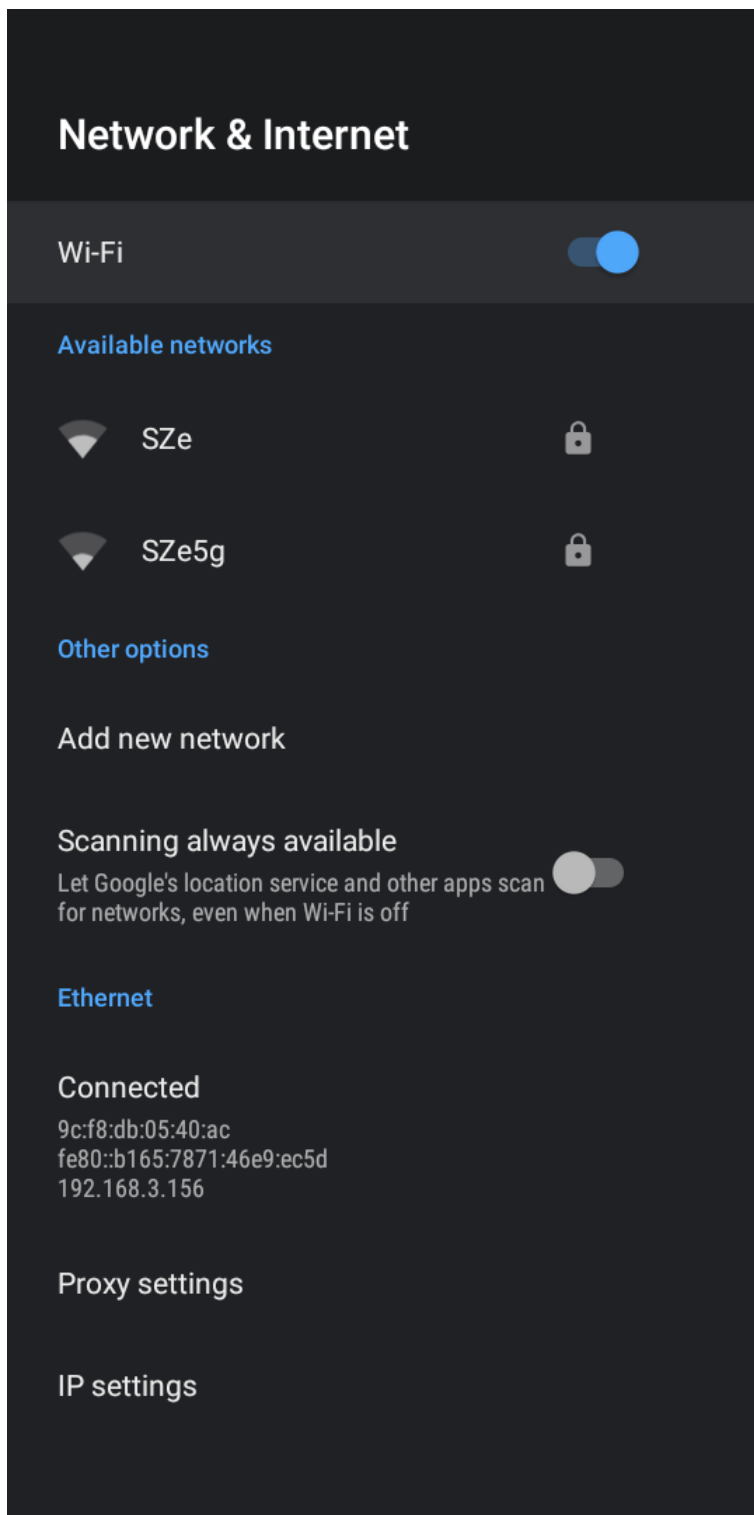 Network & Internet
Wi-Fi
Available networks
SZe
SZe5g
Other options
Add new network
Scanning always available
Let Google's location service and other apps scan
for networks, even when Wi-Fi is off
Ethernet
Connected
9c:f8:db:05:40:ac
fe80::b165:7871:46e9:ec5d
192.168.3.156
Proxy settings
IP settings